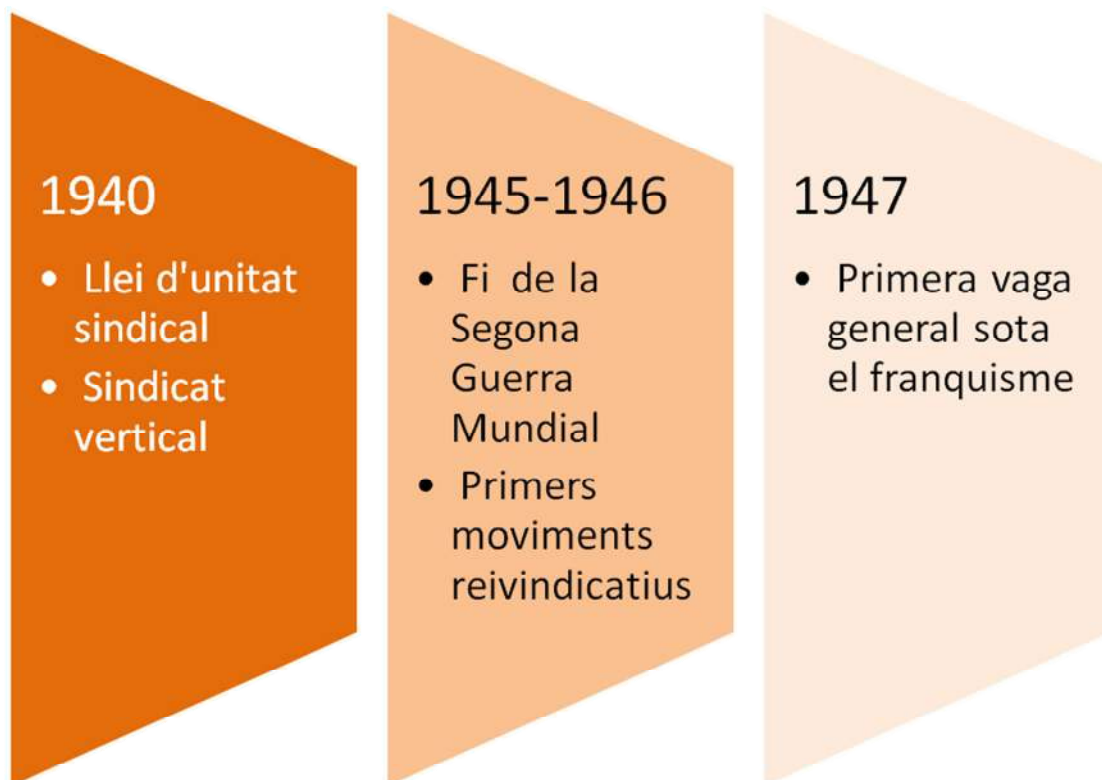 1940
• Llei d'unitat
sindical
• Sindicat
vertical
1945-1946
• Fi de la
Segona
Guerra
Mundial
• Primers
moviments
reivindicatius
1947
• Primera vaga
general sota
el franquisme